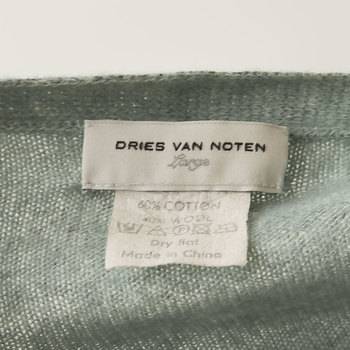 DRIES VAN NOTEN
Large
60% COTTON
40% WOOL
Dry flat
Made in China